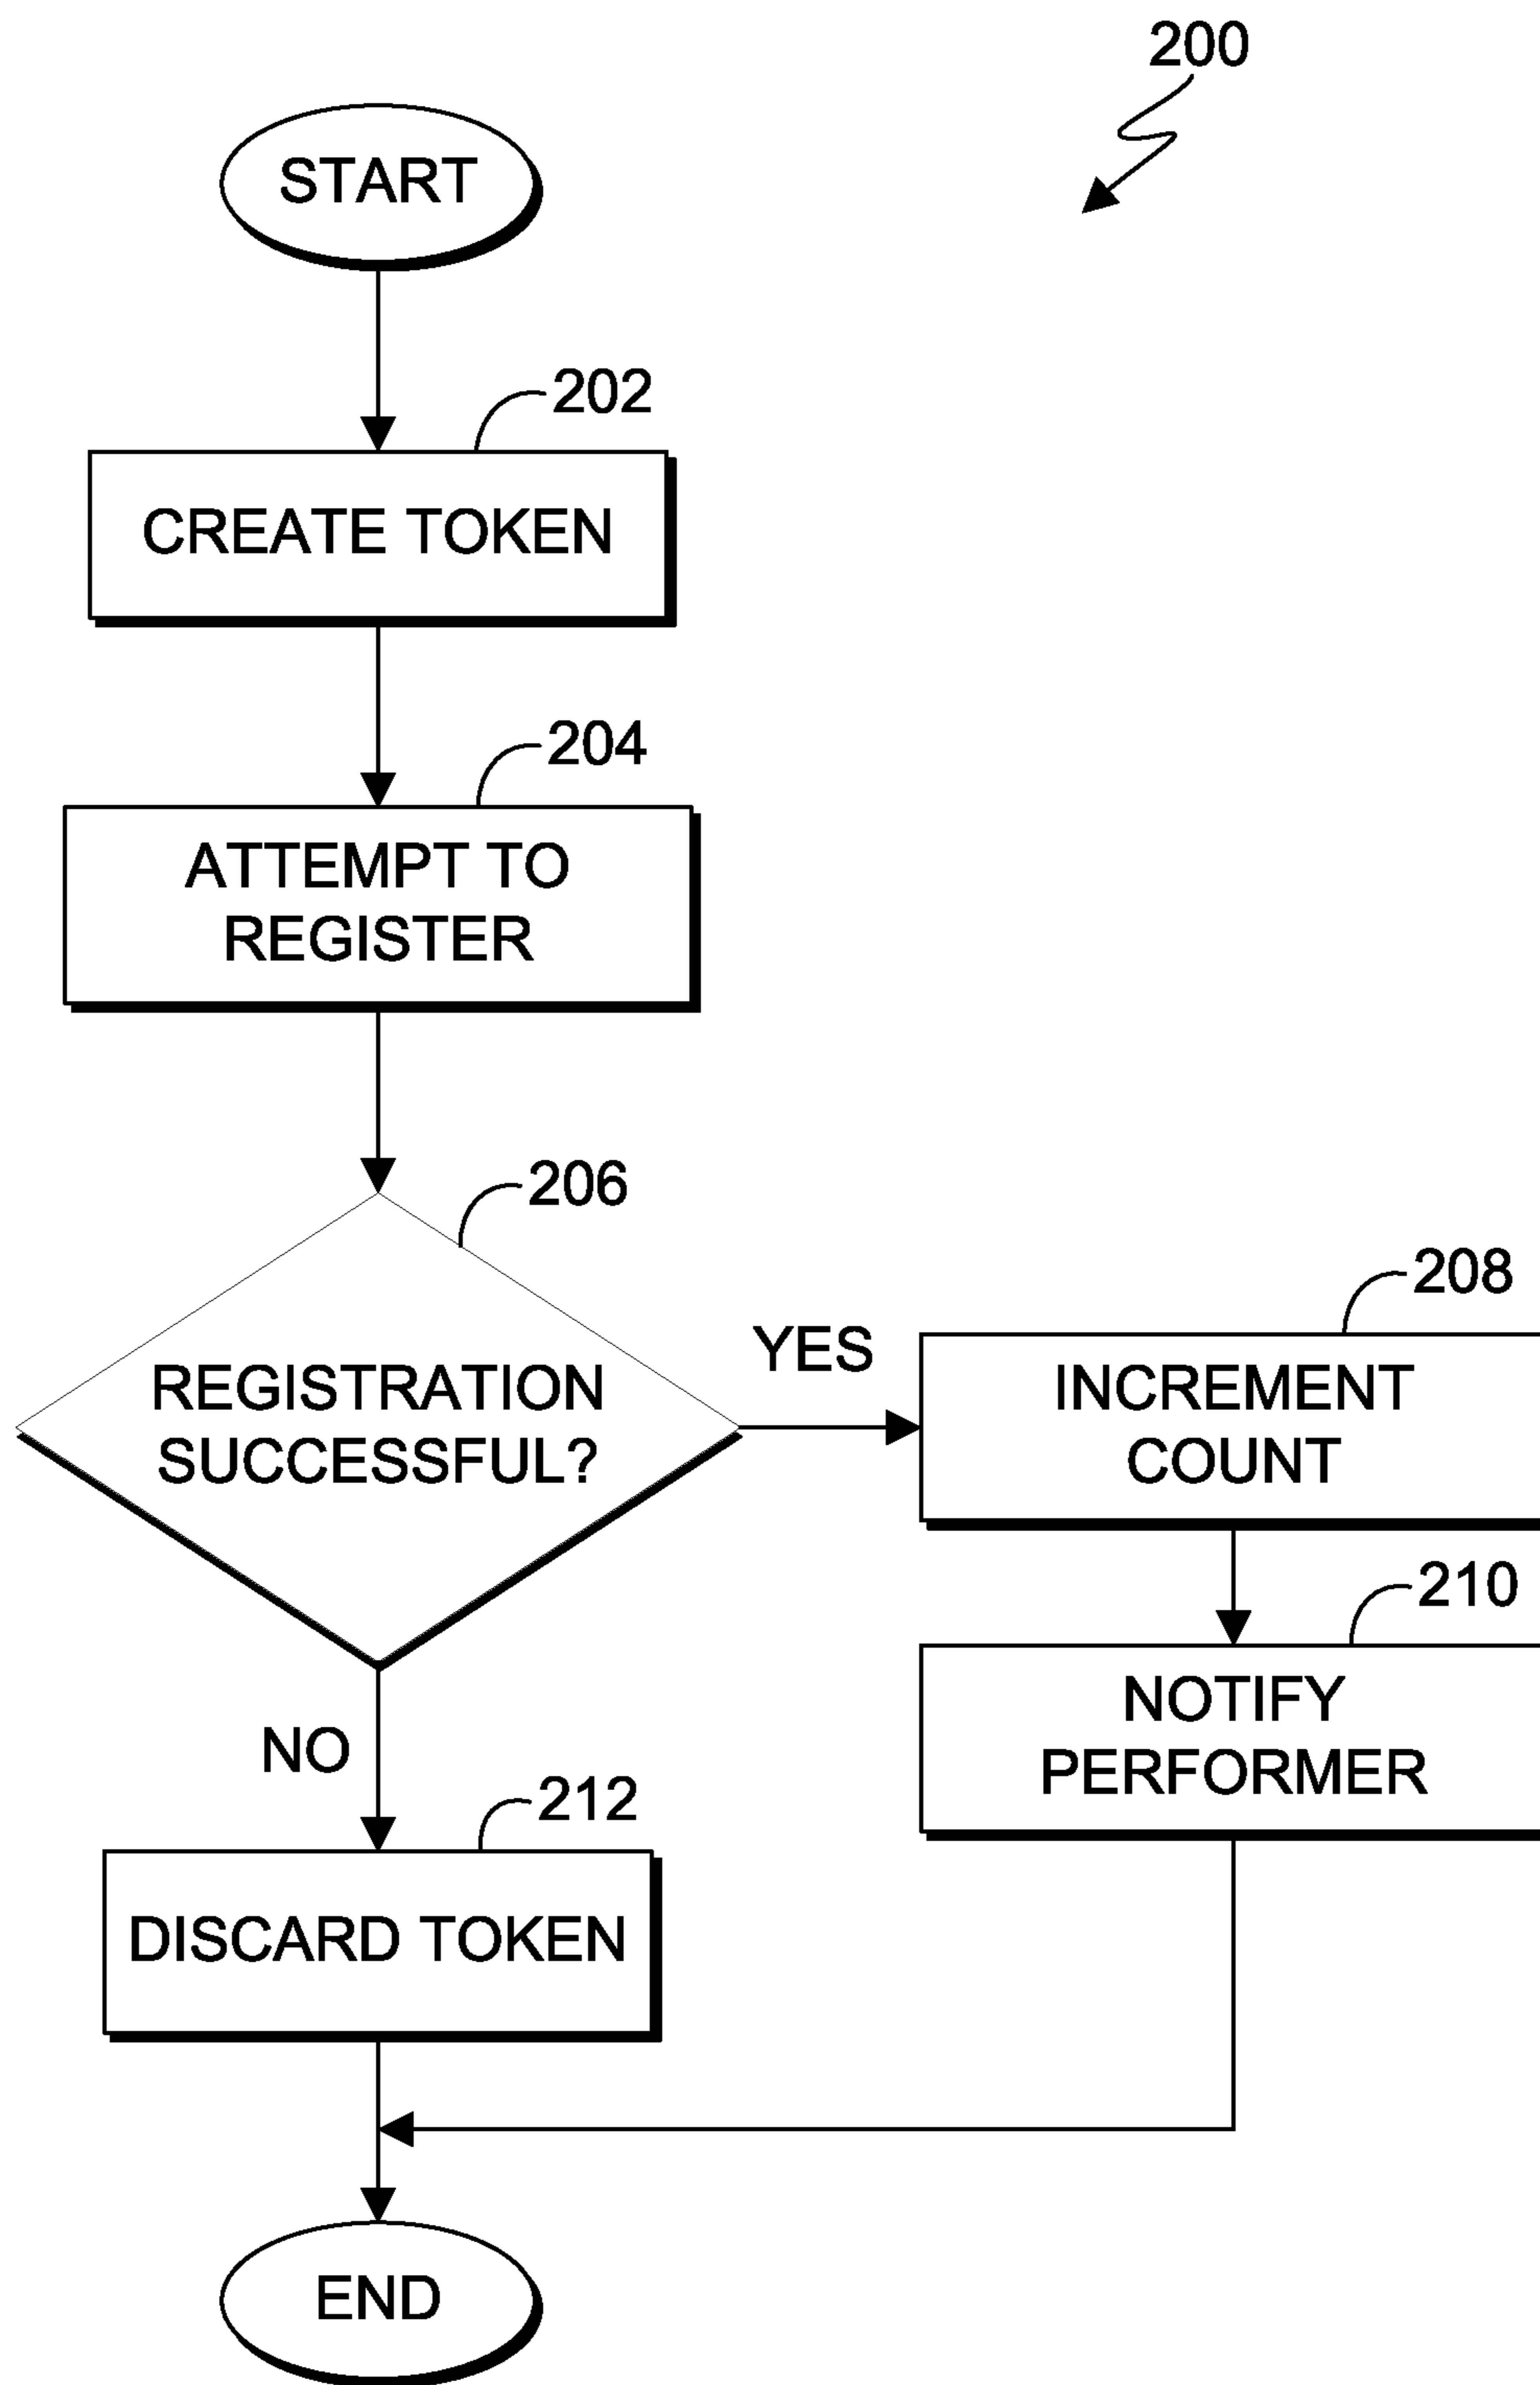 200
START
202
CREATE TOKEN
204
ATTEMPT TO
REGISTER
206
REGISTRATION
SUCCESSFUL?
YES
208
INCREMENT
COUNT
210
NOTIFY
PERFORMER
NO
212
DISCARD TOKEN
END